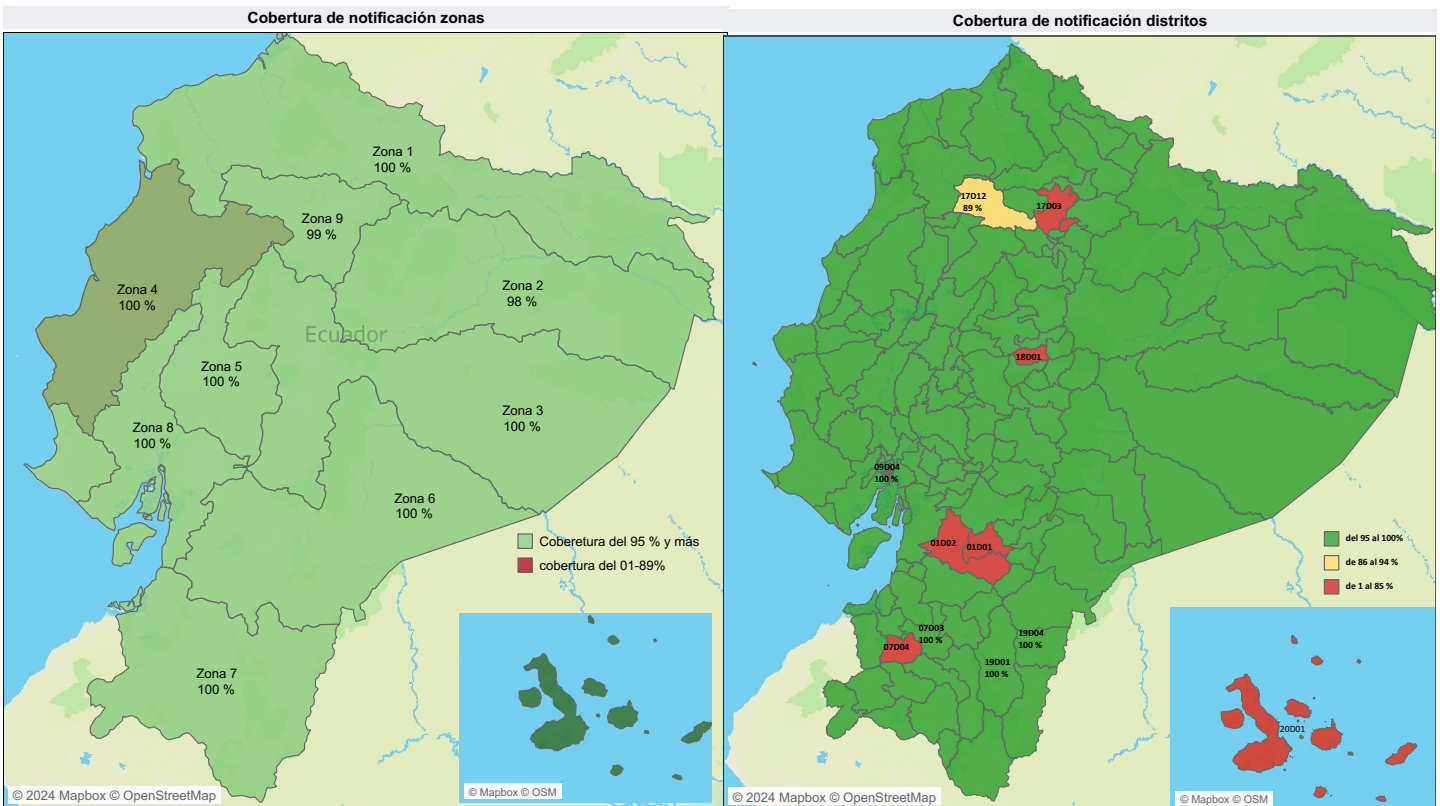 Cobertura de notificación zonas
Zona 1
100 %
Zona 9
99 %
Zona 4
100 %
Zona 2
98 %
Ecuador
Zona 5
100 %
Zona 3
100 %
Zona 8
100 %
Zona 6
100 %
Coberetura del 95 % y más
cobertura del 01-89%
Zona 7
100 %
© Mapbox © OSM
© 2024 Mapbox © OpenStreetMap
Cobertura de notificación distritos
17D12
89 %
17D03
18D01
09D04
100 %
01D02
01D01
del 95 al 100%
de 86 al 94 %
de 1 al 85 %
07D03
100 %
19D04
100 %
07D04
19D01
100 %
20D01
© Mapbox © OSM
© 2024 Mapbox © OpenStreetMap